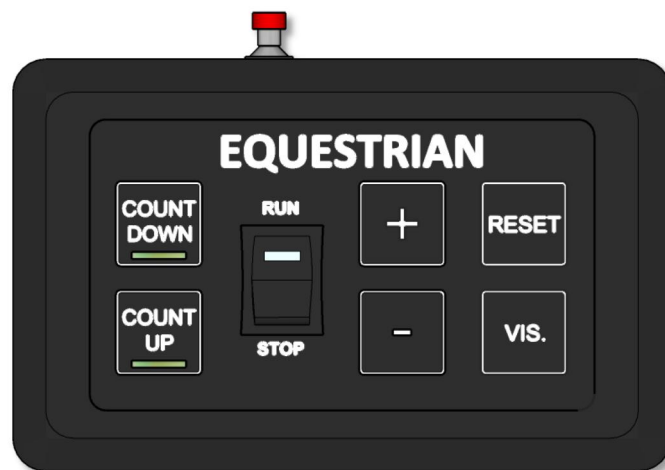 EQUESTRIAN
COUNT
DOWN
RUN
+
RESET
COUNT
UP
STOP
-
VIS.